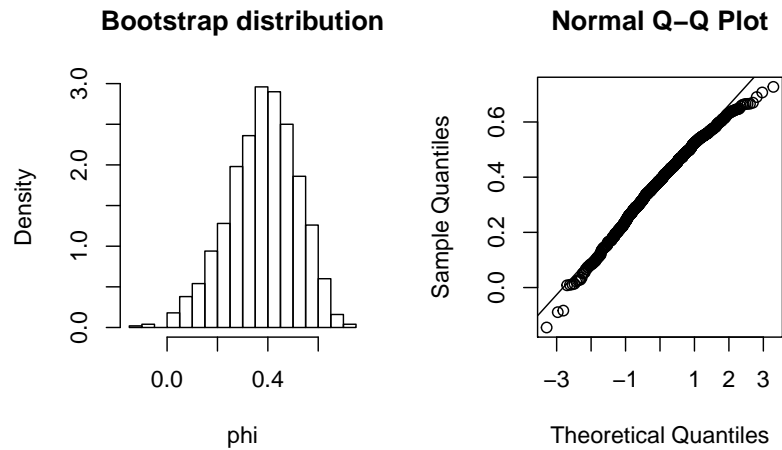 Bootstrap distribution
Density
0.0 1.0 2.0 3.0
0.0 0.4
phi
Normal Q−Q Plot
Sample Quantiles
0.0 0.2 0.4 0.6
−3 −1 1 2 3
Theoretical Quantiles